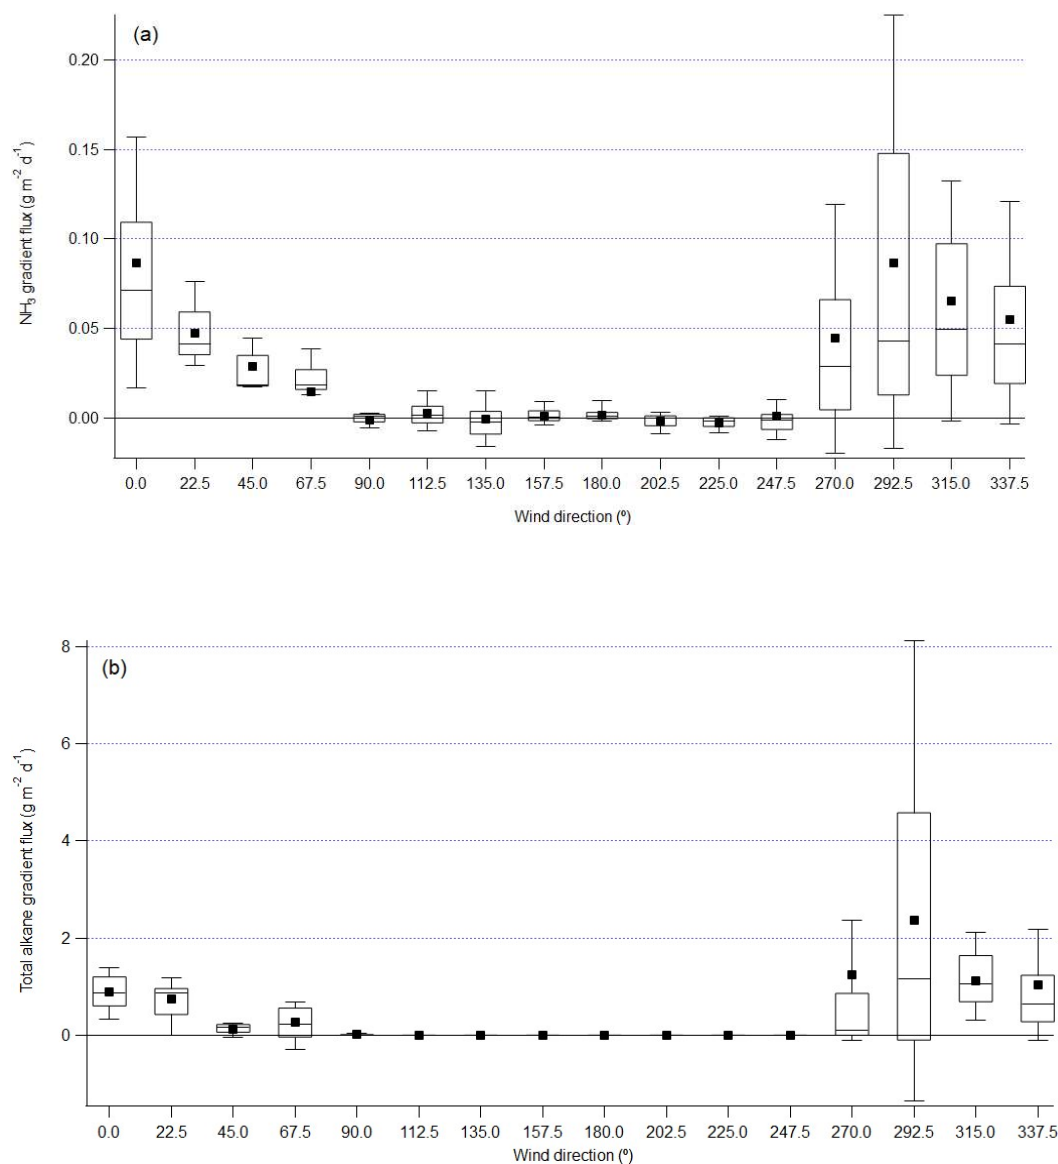 (a)
0.20
0.15
0.10
0.05
0.00
NH₃ gradient flux (g m⁻² d⁻¹)
0.0 22.5 45.0 67.5 90.0 112.5 135.0 157.5 180.0 202.5 225.0 247.5 270.0 292.5 315.0 337.5
Wind direction (º)
(b)
8
6
4
2
0
Total alkane gradient flux (g m⁻² d⁻¹)
0.0 22.5 45.0 67.5 90.0 112.5 135.0 157.5 180.0 202.5 225.0 247.5 270.0 292.5 315.0 337.5
Wind direction (º)